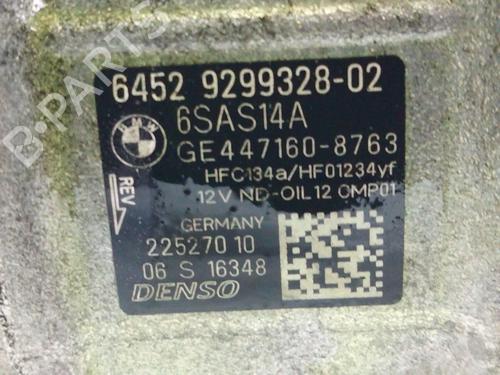 6452 9299328-02
BMW
6SAS14A
GE447160-8763
HFC134a/HFO1234yf
12V ND-OIL12 CMP01
REV
GERMANY
22527010
06 S 16348
DENSO
B-PARTS